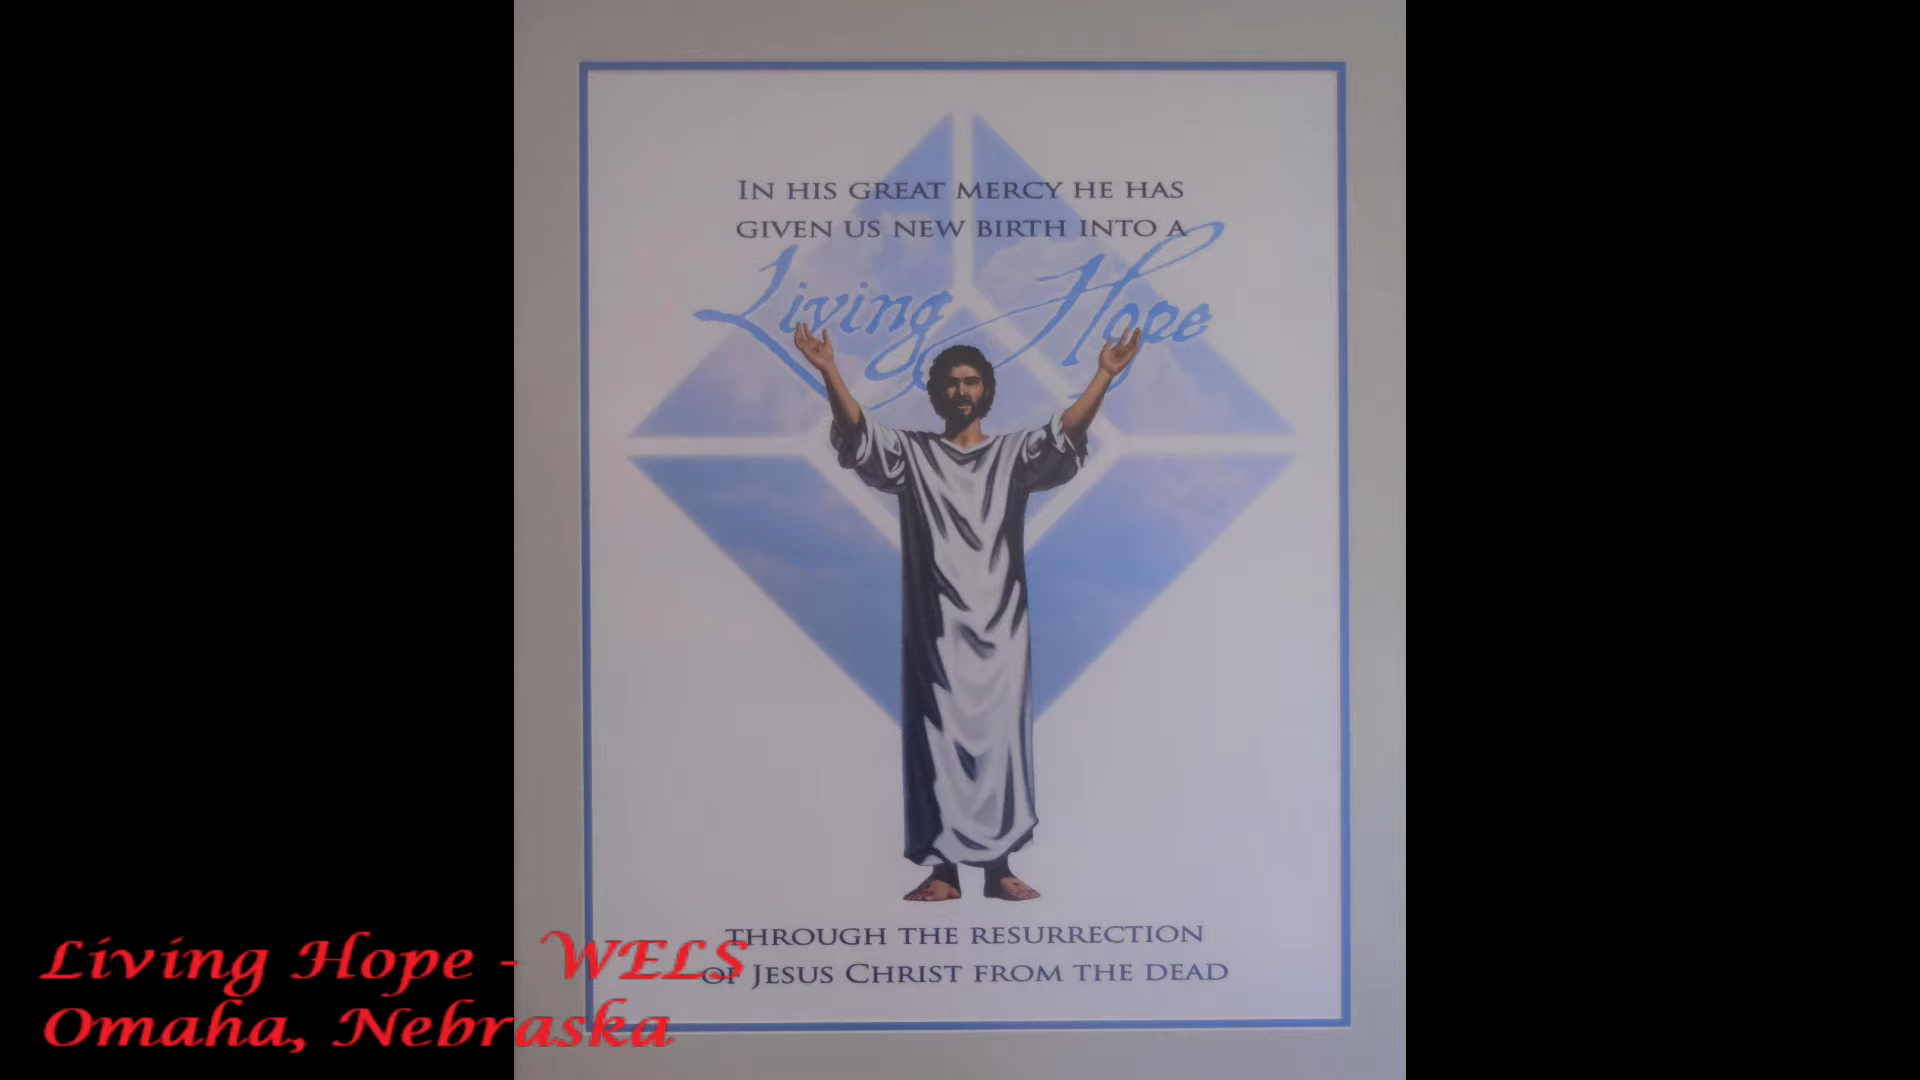 In his great mercy he has
given us new birth into a
Living Hope
through the resurrection
of Jesus Christ from the dead
Living Hope - WELS
Omaha, Nebraska